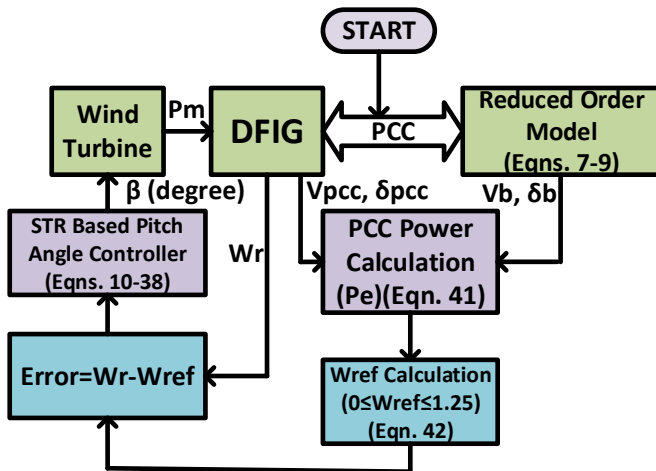 START
Wind
Turbine
Pm
DFIG
PCC
Reduced Order
Model
(Eqns. 7-9)
β (degree)
Vpcc, δpcc
Vb, δb
STR Based Pitch
Angle Controller
(Eqns. 10-38)
Wr
PCC Power
Calculation
(Pe)(Eqn. 41)
Error=Wr-Wref
Wref Calculation
(0≤Wref≤1.25)
(Eqn. 42)